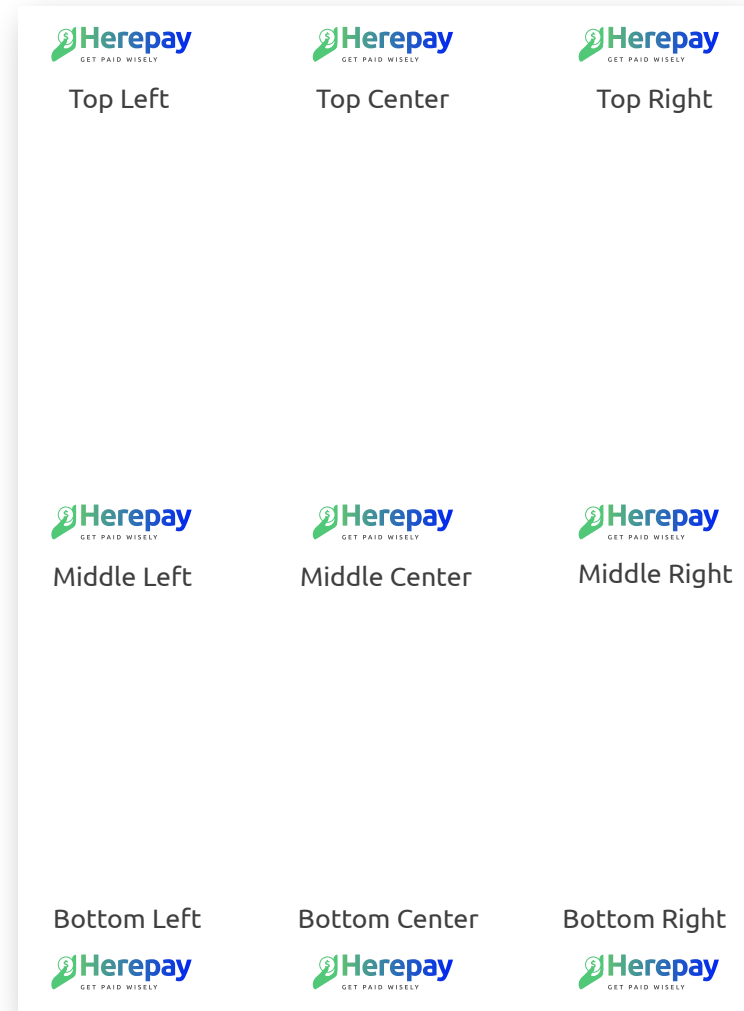 Herepay Herepay Herepay
GET PAID WISELY GET PAID WISELY GET PAID WISELY
Top Left Top Center Top Right
Herepay Herepay Herepay
GET PAID WISELY GET PAID WISELY GET PAID WISELY
Middle Left Middle Center Middle Right
Bottom Left Bottom Center Bottom Right
Herepay Herepay Herepay
GET PAID WISELY GET PAID WISELY GET PAID WISELY